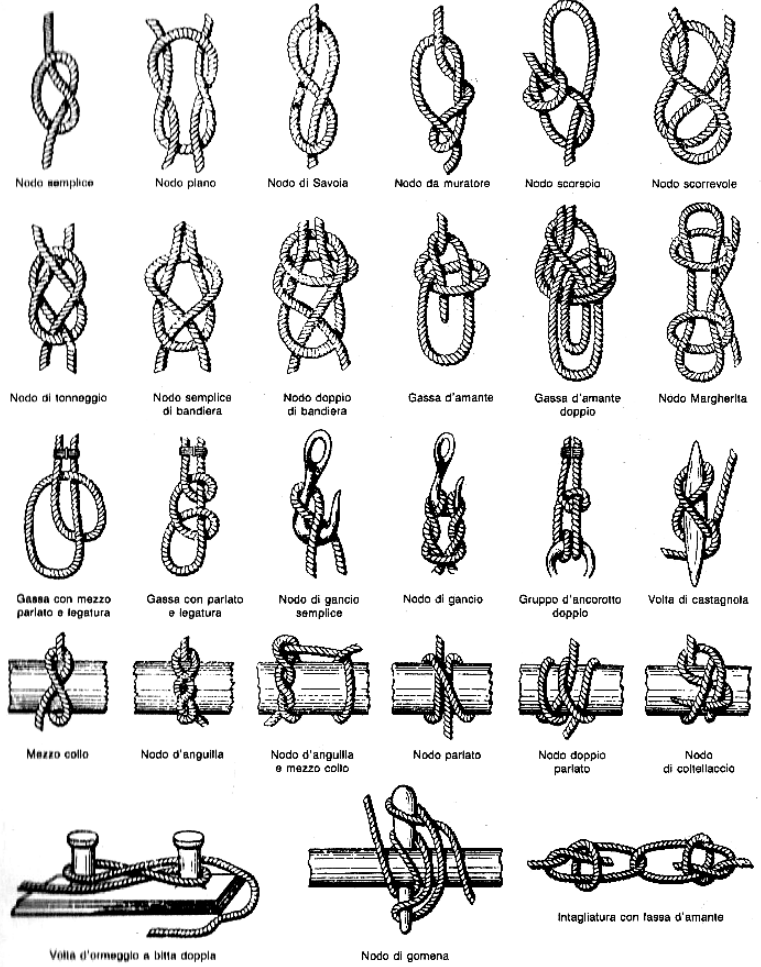 Nodo semplice
Nodo piano
Nodo di Savoia
Nodo da muratore
Nodo scorsoio
Nodo scorrevole
Nodo di tonneggio
Nodo semplice
di bandiera
Nodo doppio
di bandiera
Gassa d'amante
Gassa d'amante
doppio
Nodo Margherita
Gassa con mezzo
parlato e legatura
Gassa con parlato
e legatura
Nodo di gancio
semplice
Nodo di gancio
Gruppo d'ancorotto
doppio
Volta di castagnola
Mezzo collo
Nodo d'anguilla
Nodo d'anguilla
e mezzo collo
Nodo parlato
Nodo doppio
parlato
Nodo
di coltellaccio
Volta d'ormeggio a bitta doppia
Nodo di gomena
Intagliatura con fassa d'amante